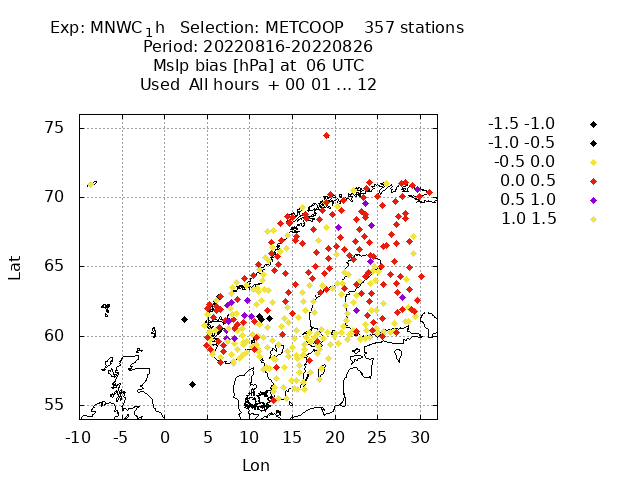 Exp: MNWC_1h   Selection: METCOOP    357 stations
Period: 20220816-20220826
Mslp bias [hPa] at  06 UTC
Used  All hours  + 00 01 ... 12
-1.5 -1.0
-1.0 -0.5
-0.5 0.0
0.0 0.5
0.5 1.0
1.0 1.5
75
70
65
60
55
Lat
-10 -5 0 5 10 15 20 25 30
Lon